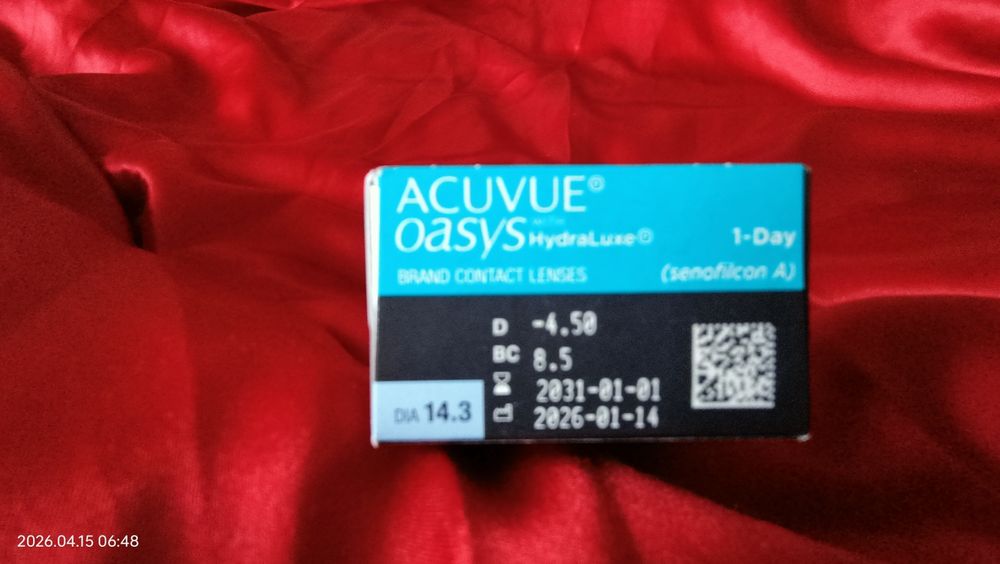 ACUVUE®
oasys WITH
HydraLuxe®
1-Day
BRAND CONTACT LENSES
(senofilcon A)
D -4.50
BC 8.5
2031-01-01
DIA 14.3
2026-01-14
2026.04.15 06:48